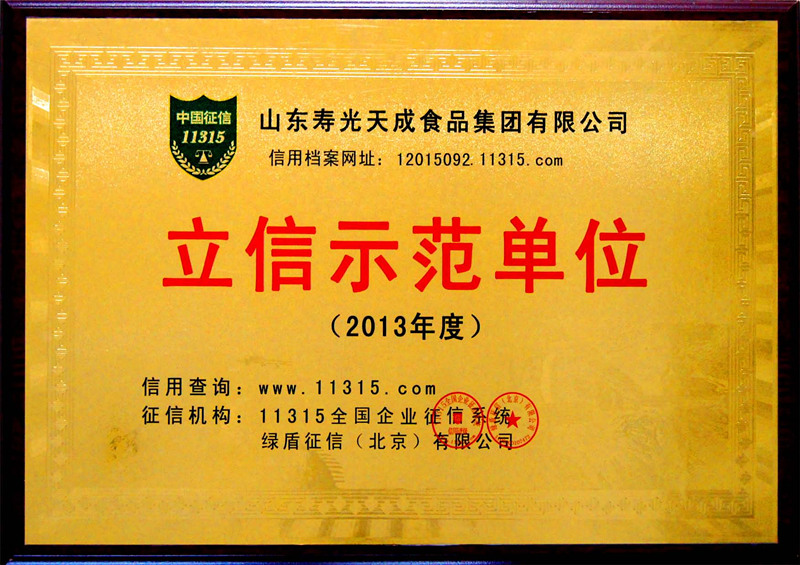 中国征信
11315
山东寿光天成食品集团有限公司
信用档案网址：12015092.11315.com
立信示范单位
（2013年度）
信用查询：www.11315.com
征信机构：11315全国企业征信系统
绿盾征信（北京）有限公司